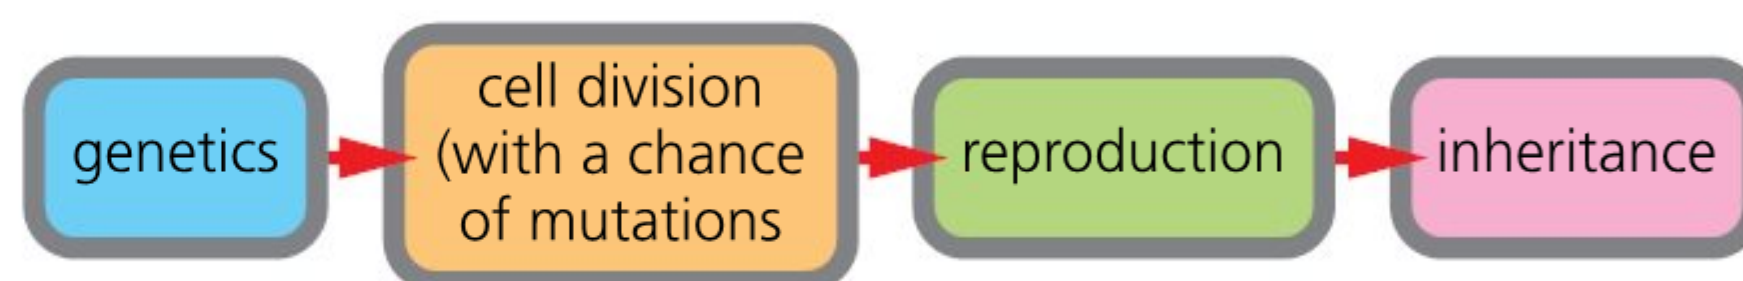 genetics
cell division
(with a chance
of mutations
reproduction
inheritance